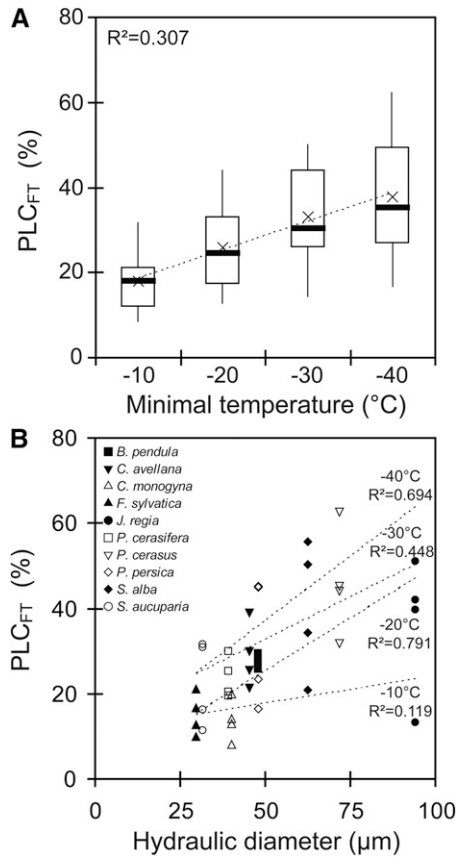 A
R²=0.307
80
60
40
20
0
PLC_FT (%)
-10 -20 -30 -40
Minimal temperature (°C)
B
80
60
40
20
0
PLC_FT (%)
B. pendula
C. avellana
C. monogyna
F. sylvatica
J. regia
P. cerasifera
P. cerasus
P. persica
S. alba
S. aucuparia
-40°C
R²=0.694
-30°C
R²=0.448
-20°C
R²=0.791
-10°C
R²=0.119
0 25 50 75 100
Hydraulic diameter (µm)